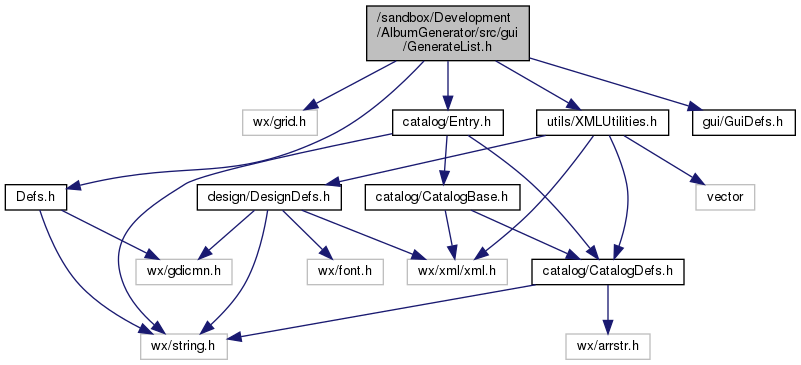 /sandbox/Development
/AlbumGenerator/src/gui
/GenerateList.h
wx/grid.h
catalog/Entry.h
utils/XMLUtilities.h
gui/GuiDefs.h
Defs.h
design/DesignDefs.h
catalog/CatalogBase.h
vector
wx/gdicmn.h
wx/font.h
wx/xml/xml.h
catalog/CatalogDefs.h
wx/string.h
wx/arrstr.h